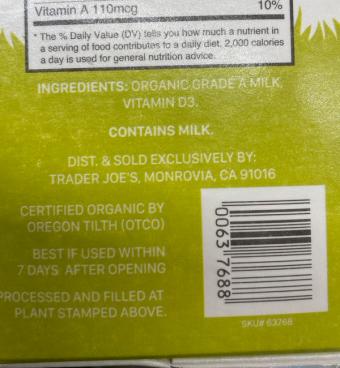 Vitamin A 110mcg 10%
* The % Daily Value (DV) tells you how much a nutrient in
a serving of food contributes to a daily diet. 2,000 calories
a day is used for general nutrition advice.
INGREDIENTS: ORGANIC GRADE A MILK,
VITAMIN D3.
CONTAINS MILK.
DIST. & SOLD EXCLUSIVELY BY:
TRADER JOE'S, MONROVIA, CA 91016
CERTIFIED ORGANIC BY
OREGON TILTH (OTCO)
BEST IF USED WITHIN
7 DAYS AFTER OPENING
PROCESSED AND FILLED AT
PLANT STAMPED ABOVE.
0063 7688
SKU# 63768